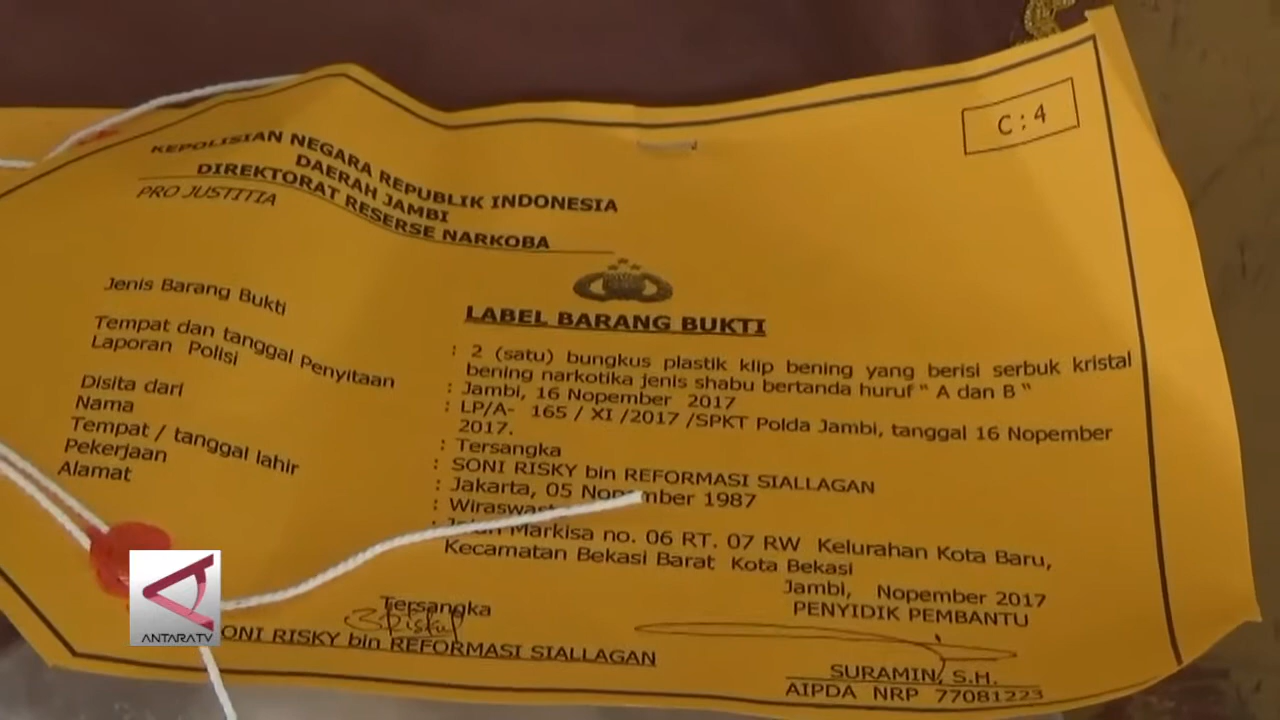 C : 4
KEPOLISIAN NEGARA REPUBLIK INDONESIA
DAERAH JAMBI
DIREKTORAT RESERSE NARKOBA
PRO JUSTITIA
LABEL BARANG BUKTI
Jenis Barang Bukti : 2 (satu) bungkus plastik klip bening yang berisi serbuk kristal
bening narkotika jenis shabu bertanda huruf " A dan B "
Tempat dan tanggal Penyitaan : Jambi, 16 Nopember 2017
Laporan Polisi : LP/A- 165 / XI /2017 /SPKT Polda Jambi, tanggal 16 Nopember
2017.
Disita dari : Tersangka
Nama : SONI RISKY bin REFORMASI SIALLAGAN
Tempat / tanggal lahir : Jakarta, 05 Nopember 1987
Pekerjaan :
Alamat : Jalan Markisa no. 06 RT. 07 RW Kelurahan Kota Baru,
Kecamatan Bekasi Barat Kota Bekasi
Jambi, Nopember 2017
Tersangka
PENYIDIK PEMBANTU
SONI RISKY bin REFORMASI SIALLAGAN
SURAMIN, S.H.
AIPDA NRP 77081223
ANTARATV